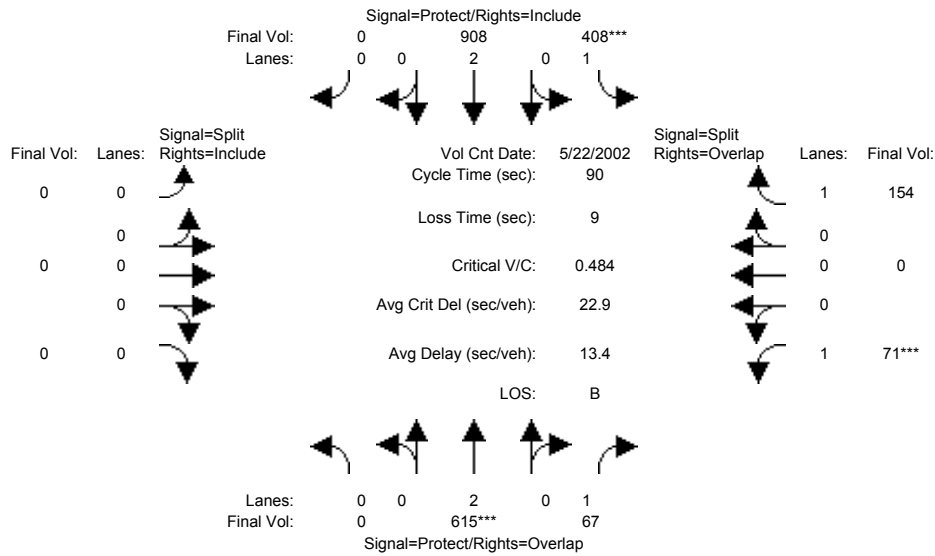 Signal=Protect/Rights=Include
Final Vol: 0 908 408***
Lanes: 0 0 2 0 1
Signal=Split Signal=Split
Final Vol: Lanes: Rights=Include Vol Cnt Date: 5/22/2002 Rights=Overlap Lanes: Final Vol:
Cycle Time (sec): 90
0 0 1 154
Loss Time (sec): 9
0 0
0 0 Critical V/C: 0.484 0 0
0 Avg Crit Del (sec/veh): 22.9 0
0 0 Avg Delay (sec/veh): 13.4 1 71***
LOS: B
Lanes: 0 0 2 0 1
Final Vol: 0 615*** 67
Signal=Protect/Rights=Overlap